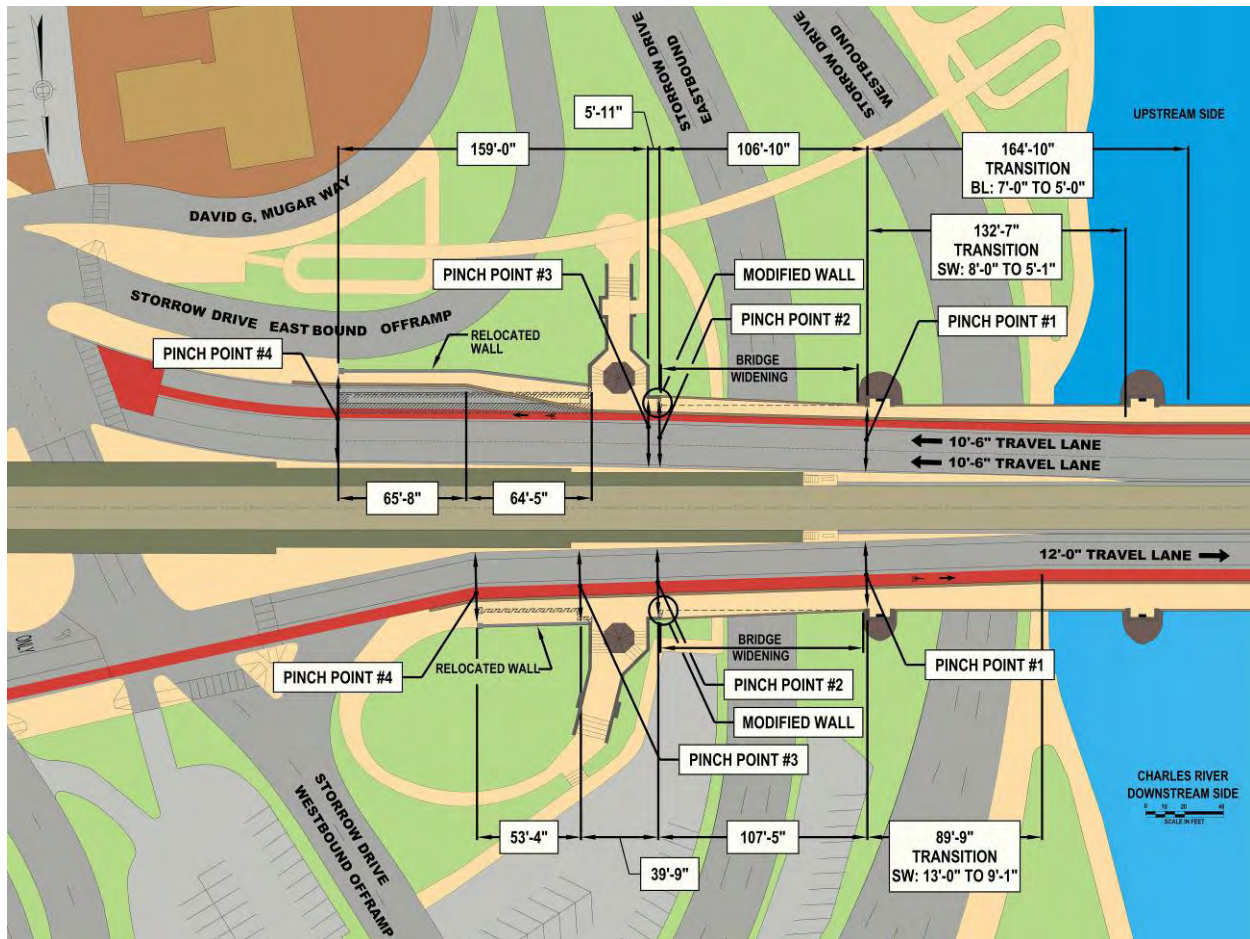 STORROW DRIVE
EASTBOUND
STORROW DRIVE
WESTBOUND
UPSTREAM SIDE
5'-11"
159'-0"
106'-10"
164'-10"
TRANSITION
BL: 7'-0" TO 5'-0"
DAVID G. MUGAR WAY
132'-7"
TRANSITION
SW: 8'-0" TO 5'-1"
PINCH POINT #3
MODIFIED WALL
STORROW DRIVE EAST BOUND OFFRAMP
PINCH POINT #2
PINCH POINT #1
RELOCATED
WALL
PINCH POINT #4
BRIDGE
WIDENING
10'-6" TRAVEL LANE
10'-6" TRAVEL LANE
65'-8"
64'-5"
12'-0" TRAVEL LANE
ONLY
BRIDGE
WIDENING
PINCH POINT #4
RELOCATED WALL
PINCH POINT #1
PINCH POINT #2
MODIFIED WALL
PINCH POINT #3
STORROW DRIVE
WESTBOUND OFFRAMP
CHARLES RIVER
DOWNSTREAM SIDE
0 10 20 40
SCALE IN FEET
53'-4"
107'-5"
89'-9"
TRANSITION
SW: 13'-0" TO 9'-1"
39'-9"